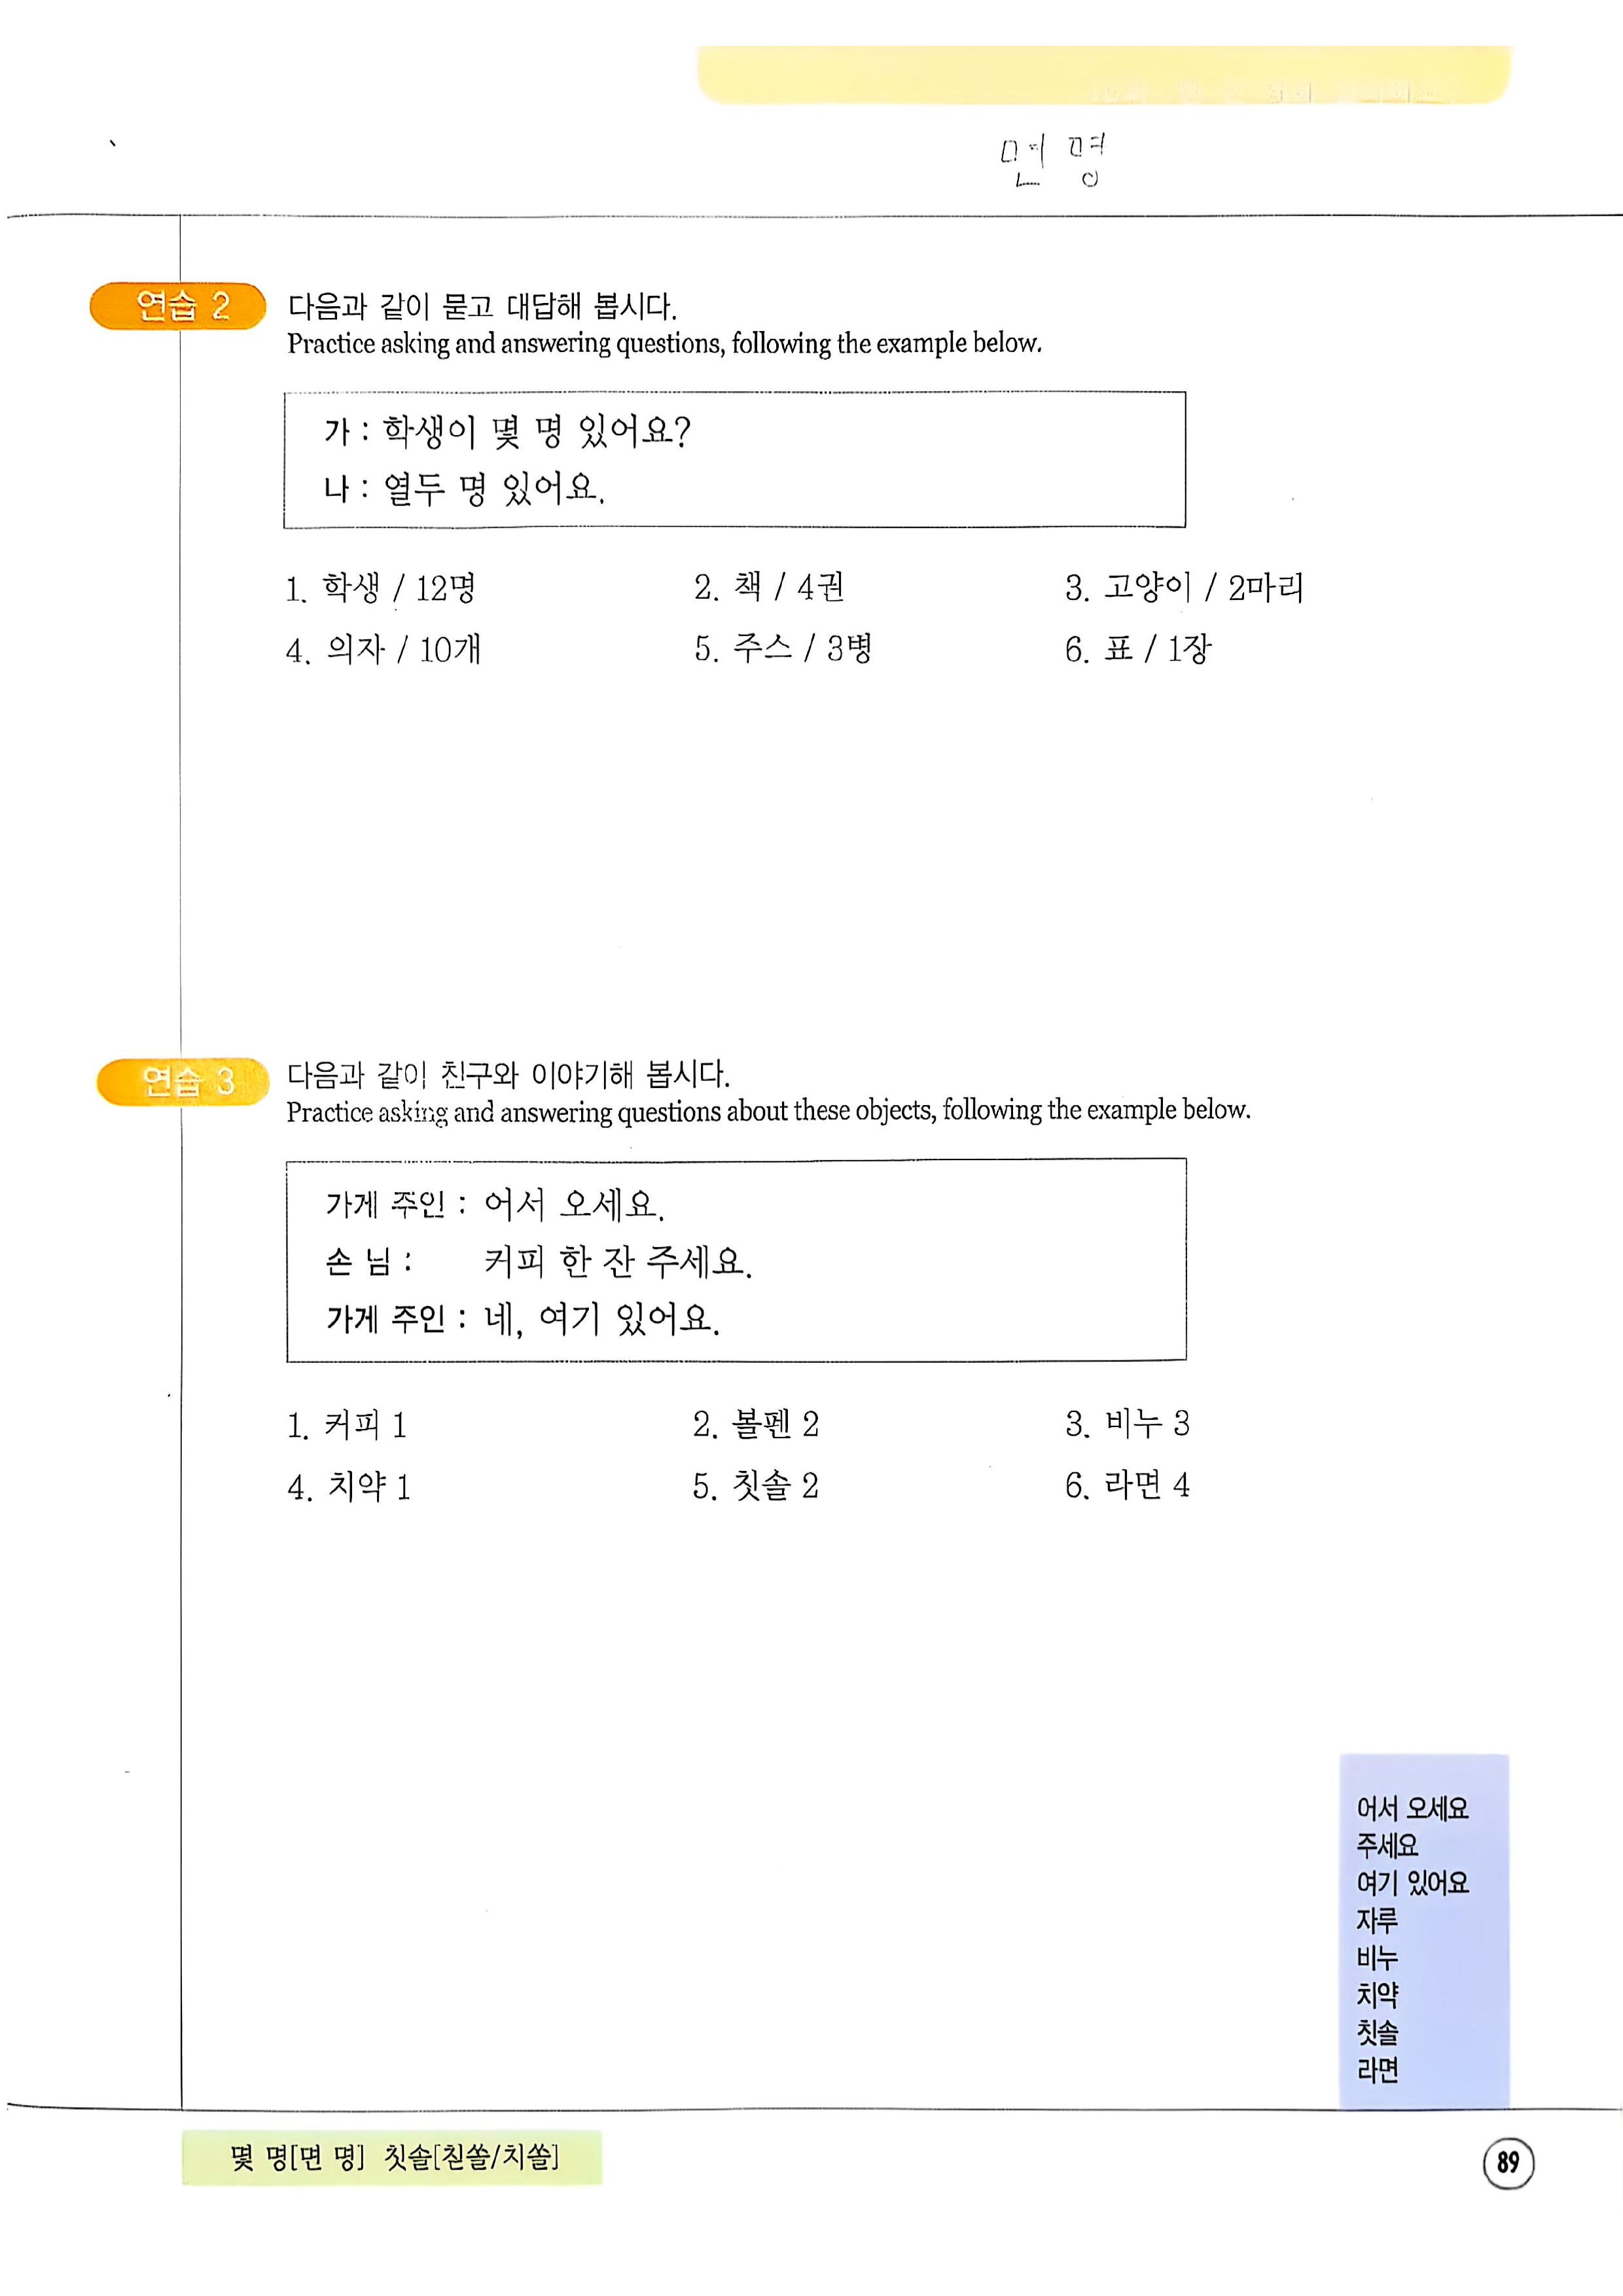 면 명
연습 2 다음과 같이 묻고 대답해 봅시다.
Practice asking and answering questions, following the example below.
가 : 학생이 몇 명 있어요?
나 : 열두 명 있어요.
1. 학생 / 12명 2. 책 / 4권 3. 고양이 / 2마리
4. 의자 / 10개 5. 주스 / 3병 6. 표 / 1장
연습 3 다음과 같이 친구와 이야기해 봅시다.
Practice asking and answering questions about these objects, following the example below.
가게 주인 : 어서 오세요.
손 님 : 커피 한 잔 주세요.
가게 주인 : 네, 여기 있어요.
1. 커피 1 2. 볼펜 2 3. 비누 3
4. 치약 1 5. 칫솔 2 6. 라면 4
어서 오세요
주세요
여기 있어요
자루
비누
치약
칫솔
라면
몇 명[면 명] 칫솔[칟쏠/치쏠]
89